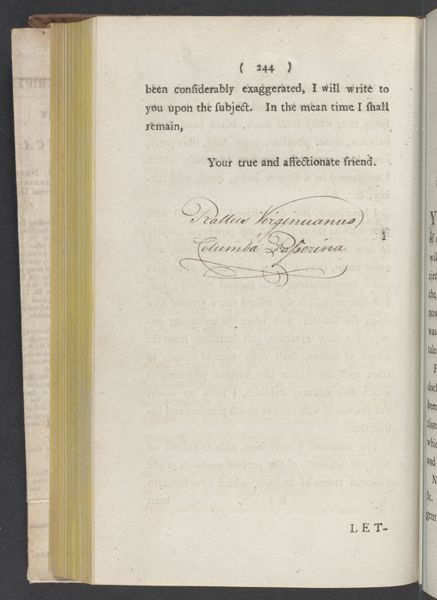 ( 244 )
been conſiderably exaggerated, I will write to
you upon the ſubject. In the mean time I ſhall
remain,
Your true and affectionate friend.
Rallus Virginianus
Columba Paſserina
LET-